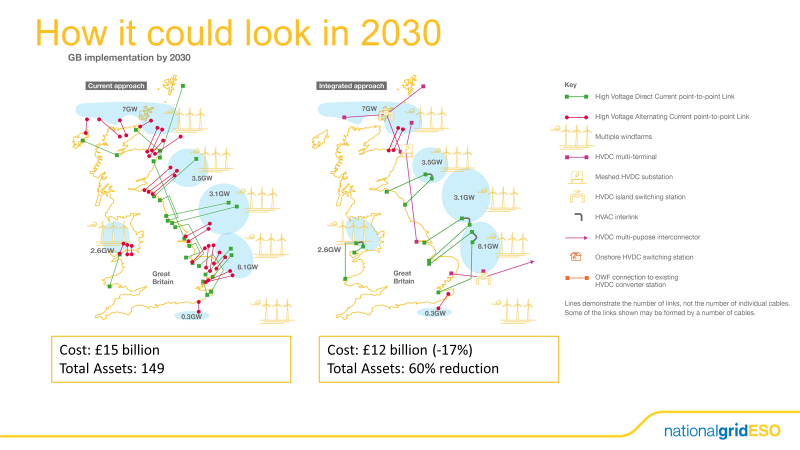 How it could look in 2030
GB implementation by 2030
Current approach
7GW
3.5GW
3.1GW
2.6GW
8.1GW
Great
Britain
0.3GW
Cost: £15 billion
Total Assets: 149
Integrated approach
7GW
3.5GW
3.1GW
2.6GW
8.1GW
Great
Britain
0.3GW
Cost: £12 billion (-17%)
Total Assets: 60% reduction
Key
High Voltage Direct Current point-to-point Link
High Voltage Alternating Current point-to-point Link
Multiple windfarms
HVDC multi-terminal
Meshed HVDC substation
HVDC island switching station
HVAC interlink
HVDC multi-pupose interconnector
Onshore HVDC switching station
OWF connection to existing
HVDC converter station
Lines demonstrate the number of links, not the number of individual cables.
Some of the links shown may be formed by a number of cables.
nationalgridESO